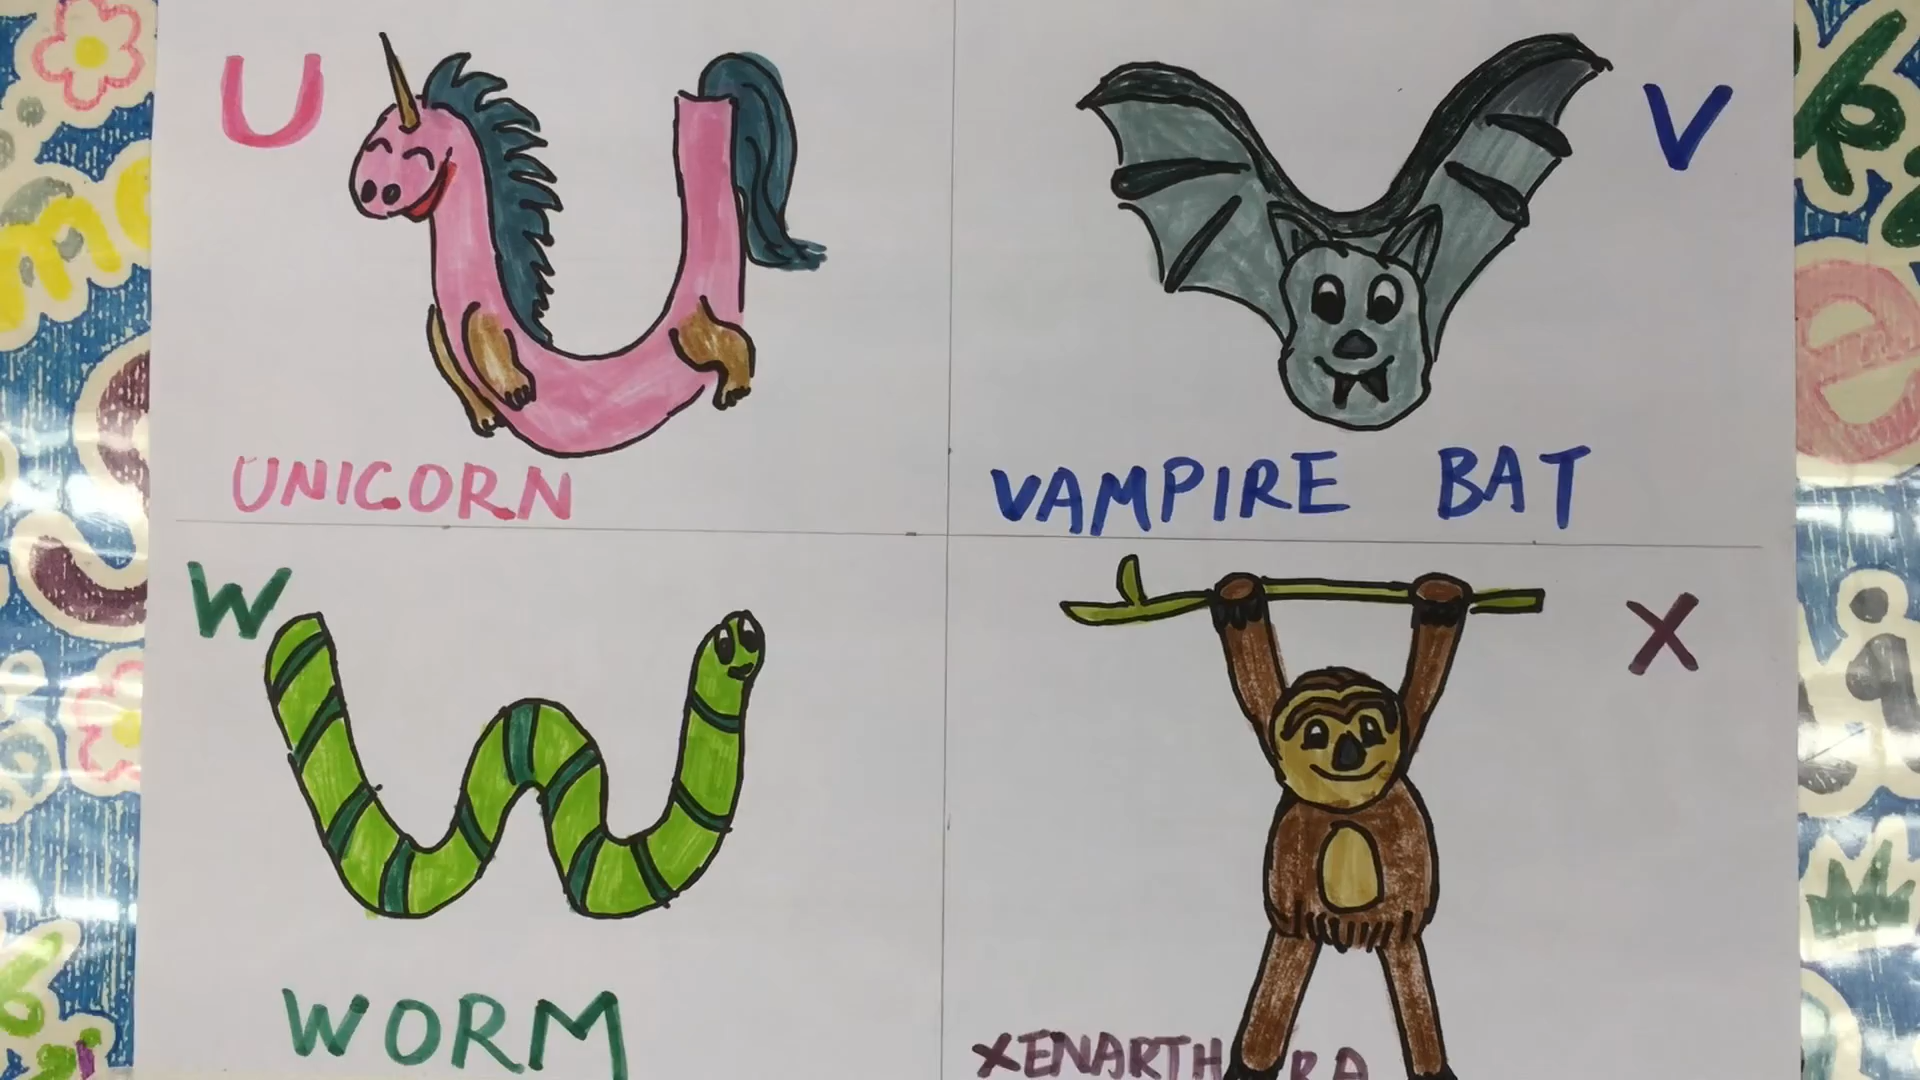 U
UNICORN
V
VAMPIRE BAT
W
WORM
X
XENARTHRA